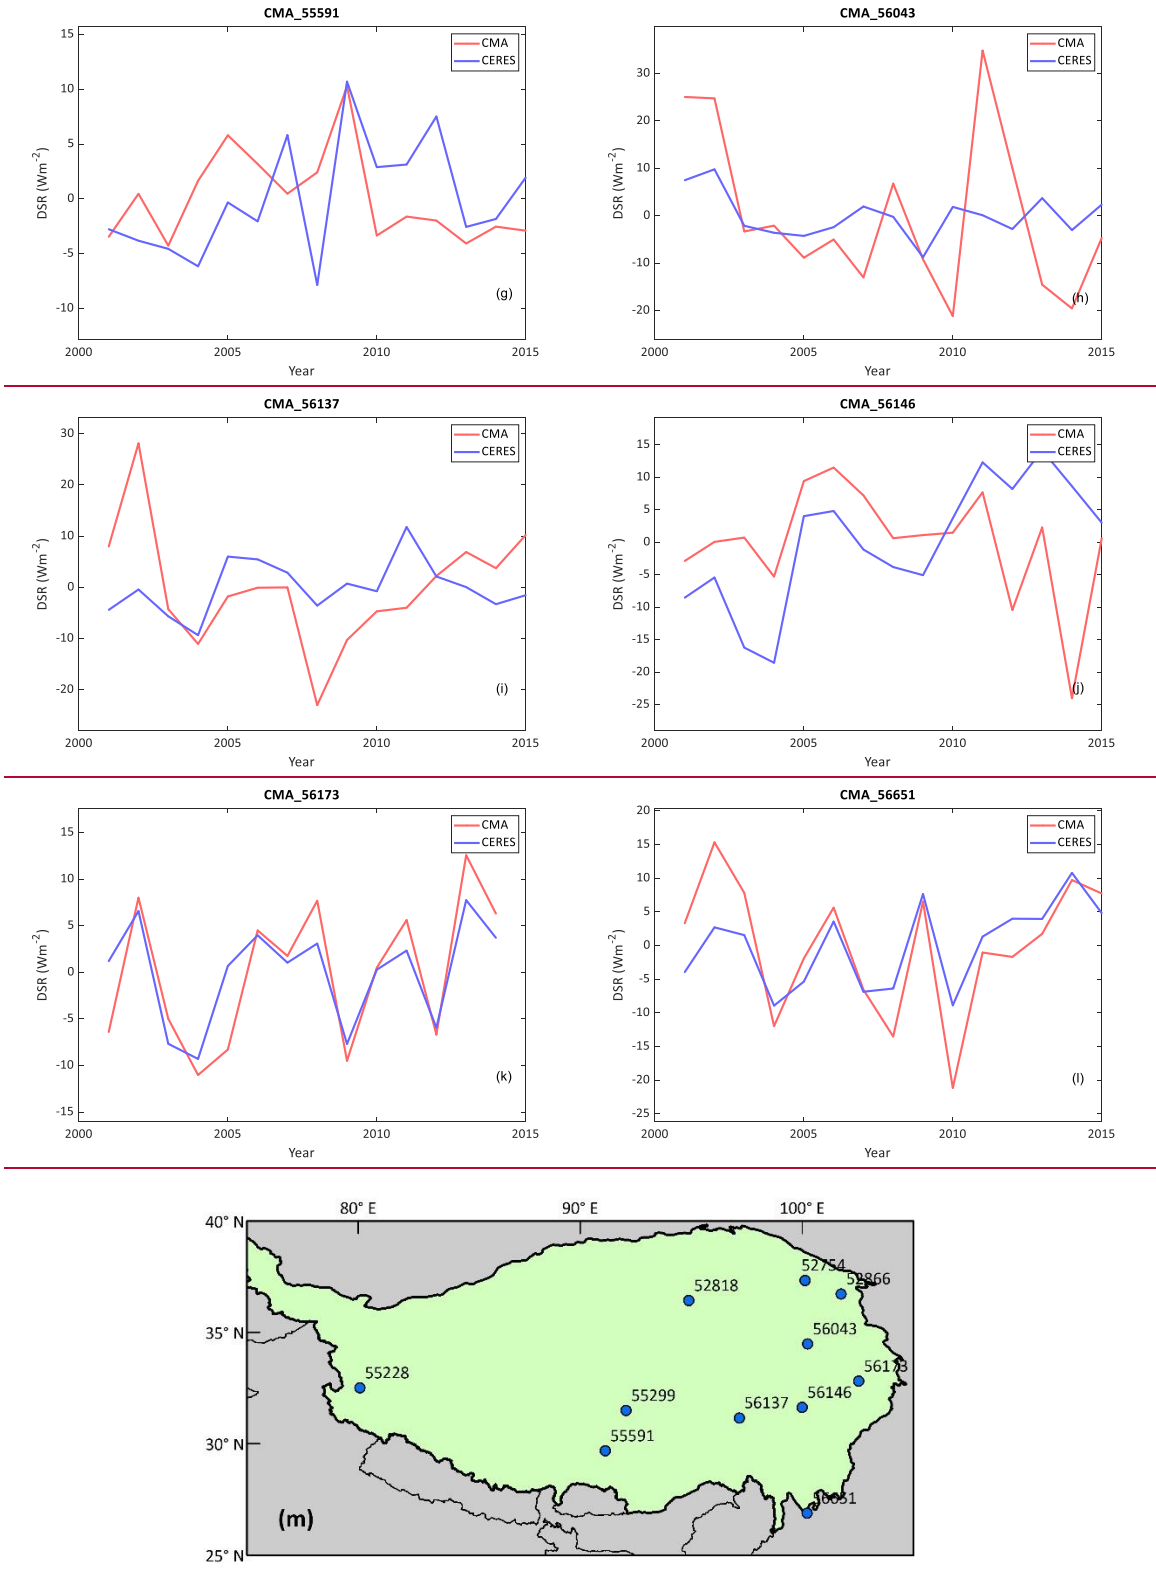 CMA_55591
15
10
5
0
-5
-10
DSR (Wm-2)
CMA
CERES
(g)
2000
2005
2010
2015
Year
CMA_56043
30
20
10
0
-10
-20
DSR (Wm-2)
CMA
CERES
(h)
2000
2005
2010
2015
Year
CMA_56137
30
20
10
0
-10
-20
DSR (Wm-2)
CMA
CERES
(i)
2000
2005
2010
2015
Year
CMA_56146
15
10
5
0
-5
-10
-15
-20
-25
DSR (Wm-2)
CMA
CERES
(j)
2000
2005
2010
2015
Year
CMA_56173
15
10
5
0
-5
-10
-15
DSR (Wm-2)
CMA
CERES
(k)
2000
2005
2010
2015
Year
CMA_56651
20
15
10
5
0
-5
-10
-15
-20
-25
DSR (Wm-2)
CMA
CERES
(l)
2000
2005
2010
2015
Year
80° E
90° E
100° E
40° N
35° N
30° N
25° N
52754
52866
52818
56043
56173
55228
55299
56137
56146
55591
56651
(m)